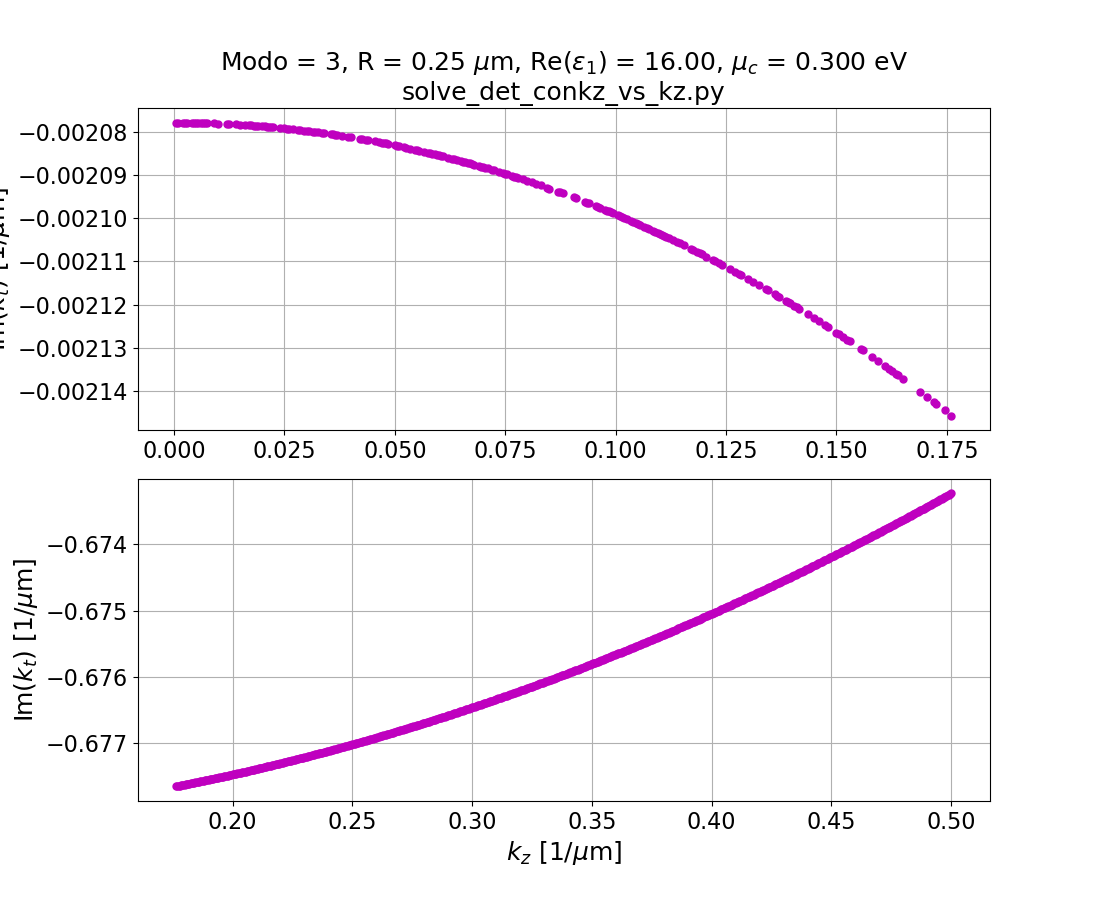 Modo = 3, R = 0.25 μm, Re(ε₁) = 16.00, μ_c = 0.300 eV
solve_det_conkz_vs_kz.py
−0.00208
−0.00209
−0.00210
−0.00211
−0.00212
−0.00213
−0.00214
0.000 0.025 0.050 0.075 0.100 0.125 0.150 0.175
Im(k_t) [1/μm]
−0.674
−0.675
−0.676
−0.677
0.20 0.25 0.30 0.35 0.40 0.45 0.50
k_z [1/μm]